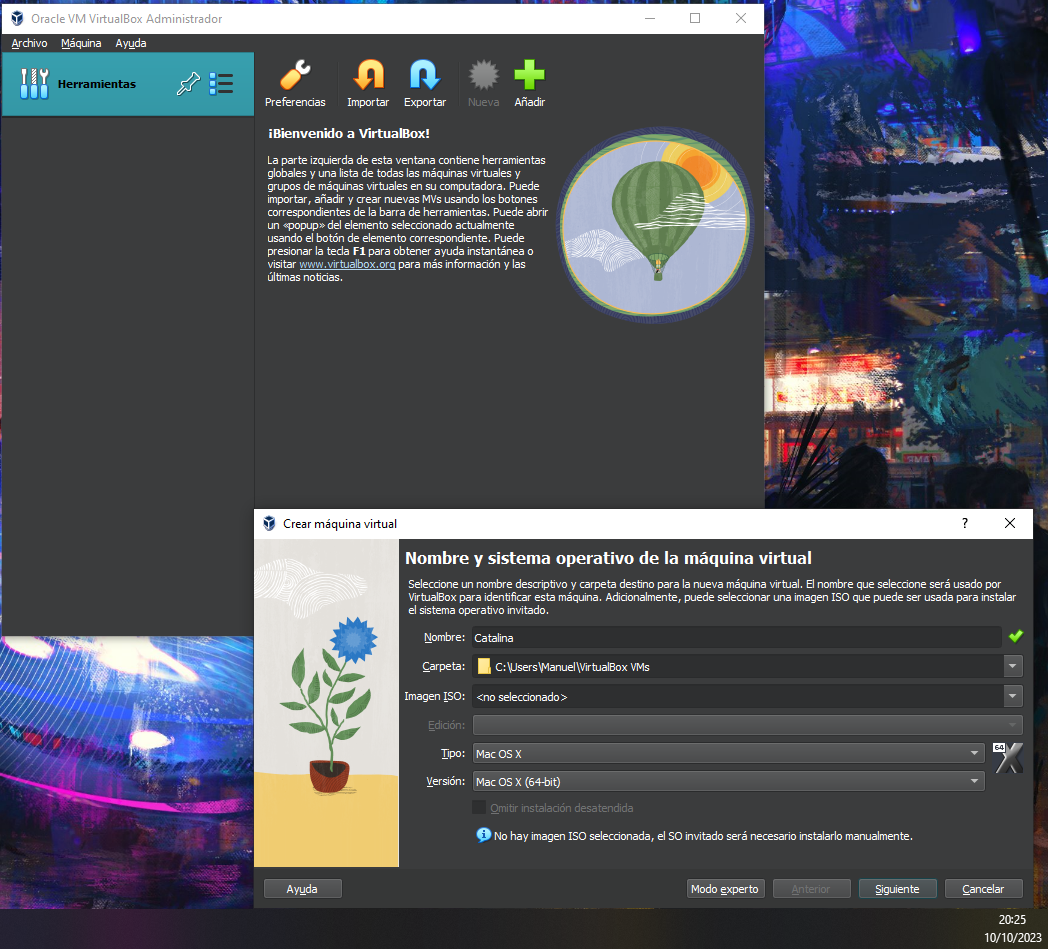 Oracle VM VirtualBox Administrador
Archivo Máquina Ayuda
Herramientas
Preferencias Importar Exportar Nueva Añadir
¡Bienvenido a VirtualBox!
La parte izquierda de esta ventana contiene herramientas
globales y una lista de todas las máquinas virtuales y
grupos de máquinas virtuales en su computadora. Puede
importar, añadir y crear nuevas MVs usando los botones
correspondientes de la barra de herramientas. Puede abrir
un «popup» del elemento seleccionado actualmente
usando el botón de elemento correspondiente. Puede
presionar la tecla F1 para obtener ayuda instantánea o
visitar www.virtualbox.org para más información y las
últimas noticias.
Crear máquina virtual ?
Nombre y sistema operativo de la máquina virtual
Seleccione un nombre descriptivo y carpeta destino para la nueva máquina virtual. El nombre que seleccione será usado por
VirtualBox para identificar esta máquina. Adicionalmente, puede seleccionar una imagen ISO que puede ser usada para instalar
el sistema operativo invitado.
Nombre: Catalina
Carpeta: C:\Users\Manuel\VirtualBox VMs
Imagen ISO: <no seleccionado>
Edición:
Tipo: Mac OS X
64
Versión: Mac OS X (64-bit)
Omitir instalación desatendida
No hay imagen ISO seleccionada, el SO invitado será necesario instalarlo manualmente.
Ayuda Modo experto Anterior Siguiente Cancelar
20:25
10/10/2023